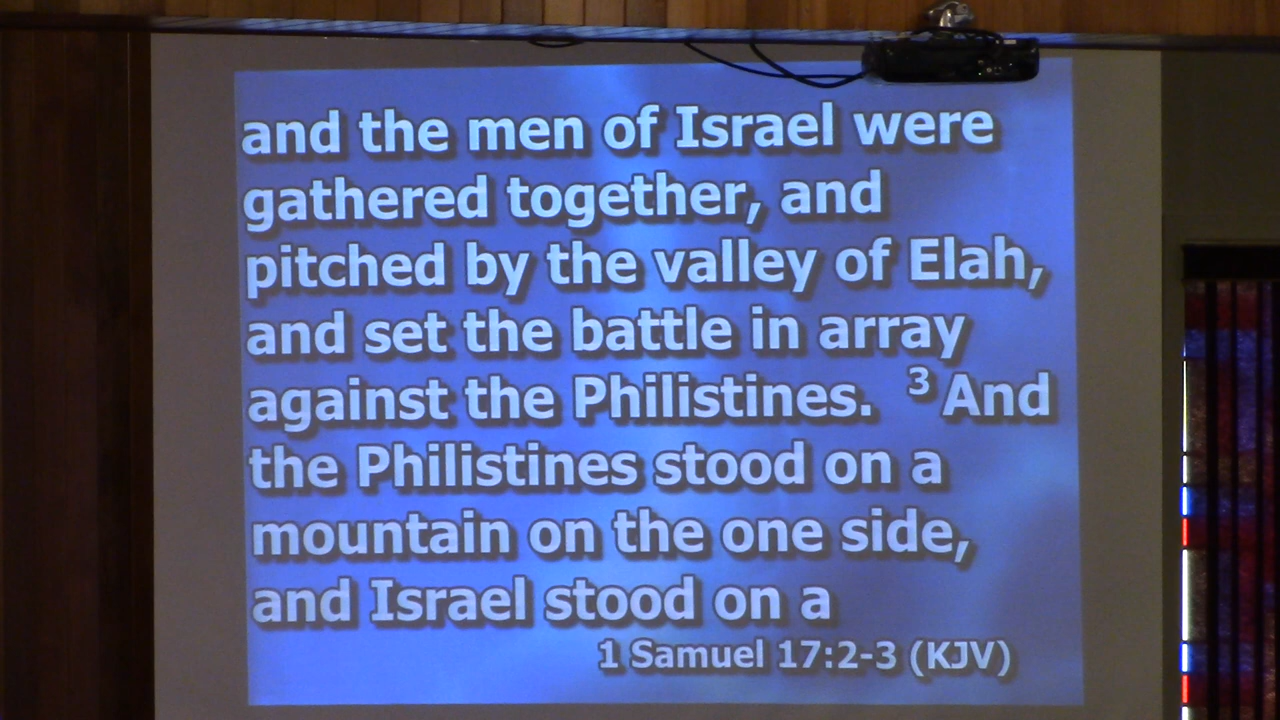 and the men of Israel were
gathered together, and
pitched by the valley of Elah,
and set the battle in array
against the Philistines. 3 And
the Philistines stood on a
mountain on the one side,
and Israel stood on a
1 Samuel 17:2-3 (KJV)